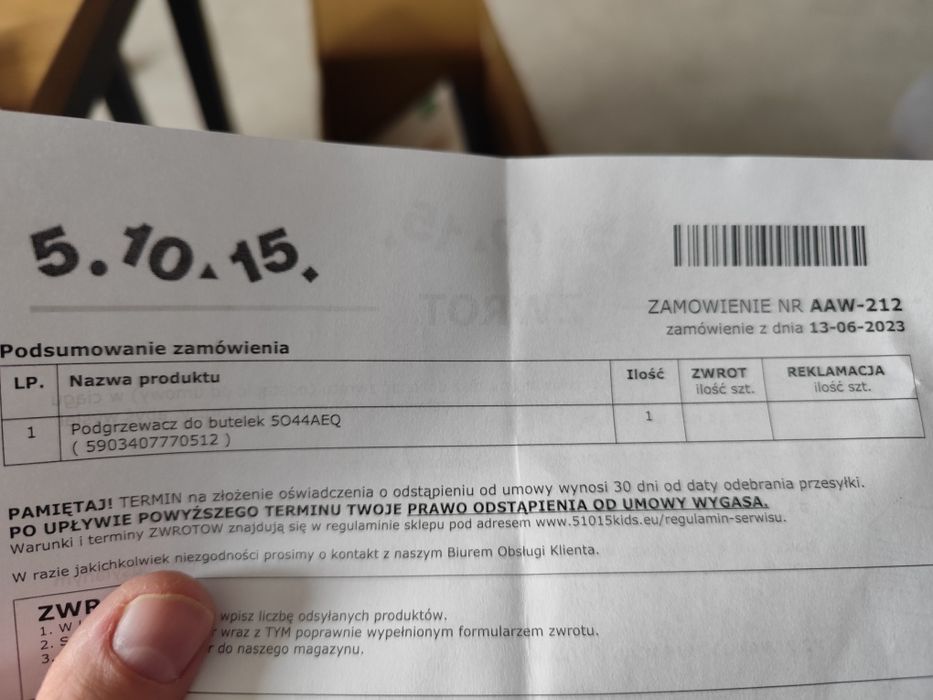 5.10.15.
ZAMOWIENIE NR AAW-212
zamówienie z dnia 13-06-2023
Podsumowanie zamówienia
LP. Nazwa produktu Ilość ZWROT ilość szt. REKLAMACJA ilość szt.
1 Podgrzewacz do butelek 5O44AEQ 1
( 5903407770512 )
PAMIĘTAJ! TERMIN na złożenie oświadczenia o odstąpieniu od umowy wynosi 30 dni od daty odebrania przesyłki.
PO UPŁYWIE POWYŻSZEGO TERMINU TWOJE PRAWO ODSTĄPIENIA OD UMOWY WYGASA.
Warunki i terminy ZWROTOW znajdują się w regulaminie sklepu pod adresem www.51015kids.eu/regulamin-serwisu.
W razie jakichkolwiek niezgodności prosimy o kontakt z naszym Biurem Obsługi Klienta.
ZWR
1. W wpisz liczbę odsyłanych produktów.
2. S wraz z TYM poprawnie wypełnionym formularzem zwrotu.
3. do naszego magazynu.